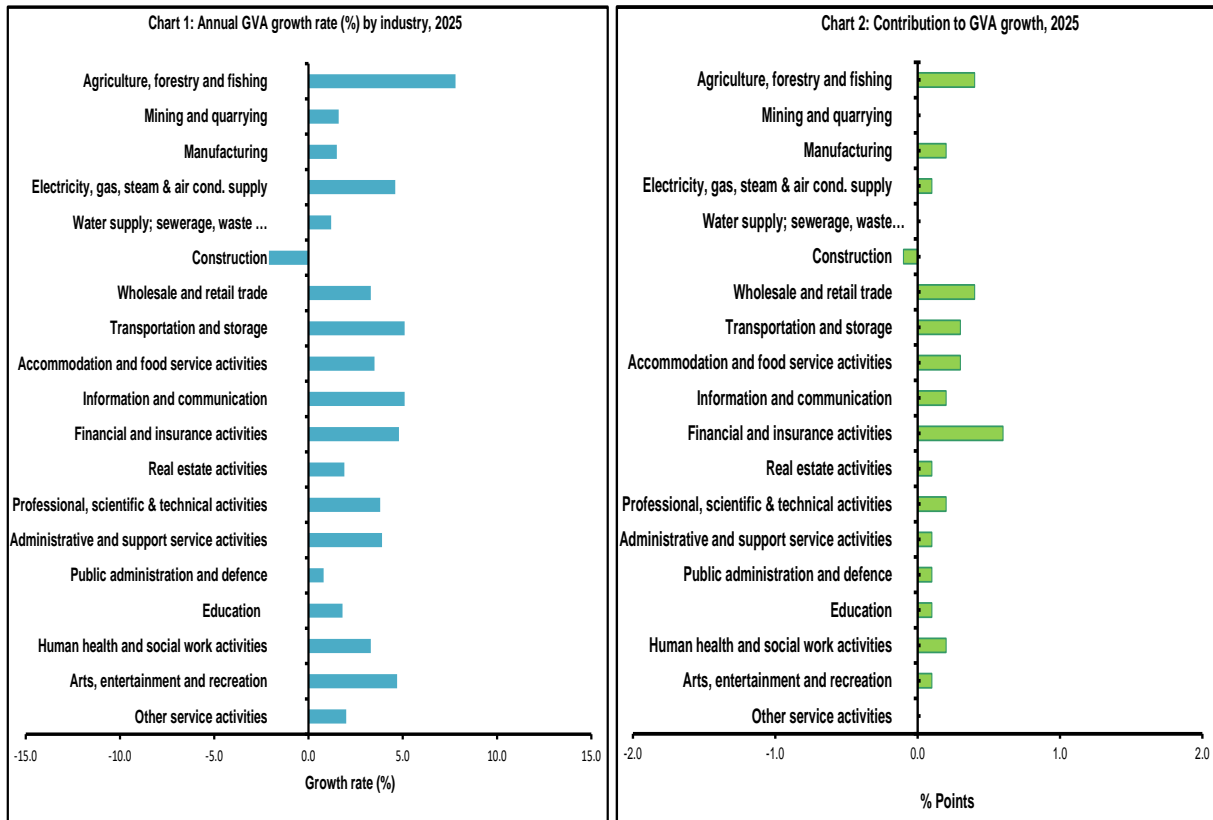 Chart 1: Annual GVA growth rate (%) by industry, 2025
Agriculture, forestry and fishing
Mining and quarrying
Manufacturing
Electricity, gas, steam & air cond. supply
Water supply; sewerage, waste …
Construction
Wholesale and retail trade
Transportation and storage
Accommodation and food service activities
Information and communication
Financial and insurance activities
Real estate activities
Professional, scientific & technical activities
Administrative and support service activities
Public administration and defence
Education
Human health and social work activities
Arts, entertainment and recreation
Other service activities
-15.0 -10.0 -5.0 0.0 5.0 10.0 15.0
Growth rate (%)
Chart 2: Contribution to GVA growth, 2025
Agriculture, forestry and fishing
Mining and quarrying
Manufacturing
Electricity, gas, steam & air cond. supply
Water supply; sewerage, waste…
Construction
Wholesale and retail trade
Transportation and storage
Accommodation and food service activities
Information and communication
Financial and insurance activities
Real estate activities
Professional, scientific & technical activities
Administrative and support service activities
Public administration and defence
Education
Human health and social work activities
Arts, entertainment and recreation
Other service activities
-2.0 -1.0 0.0 1.0 2.0
% Points